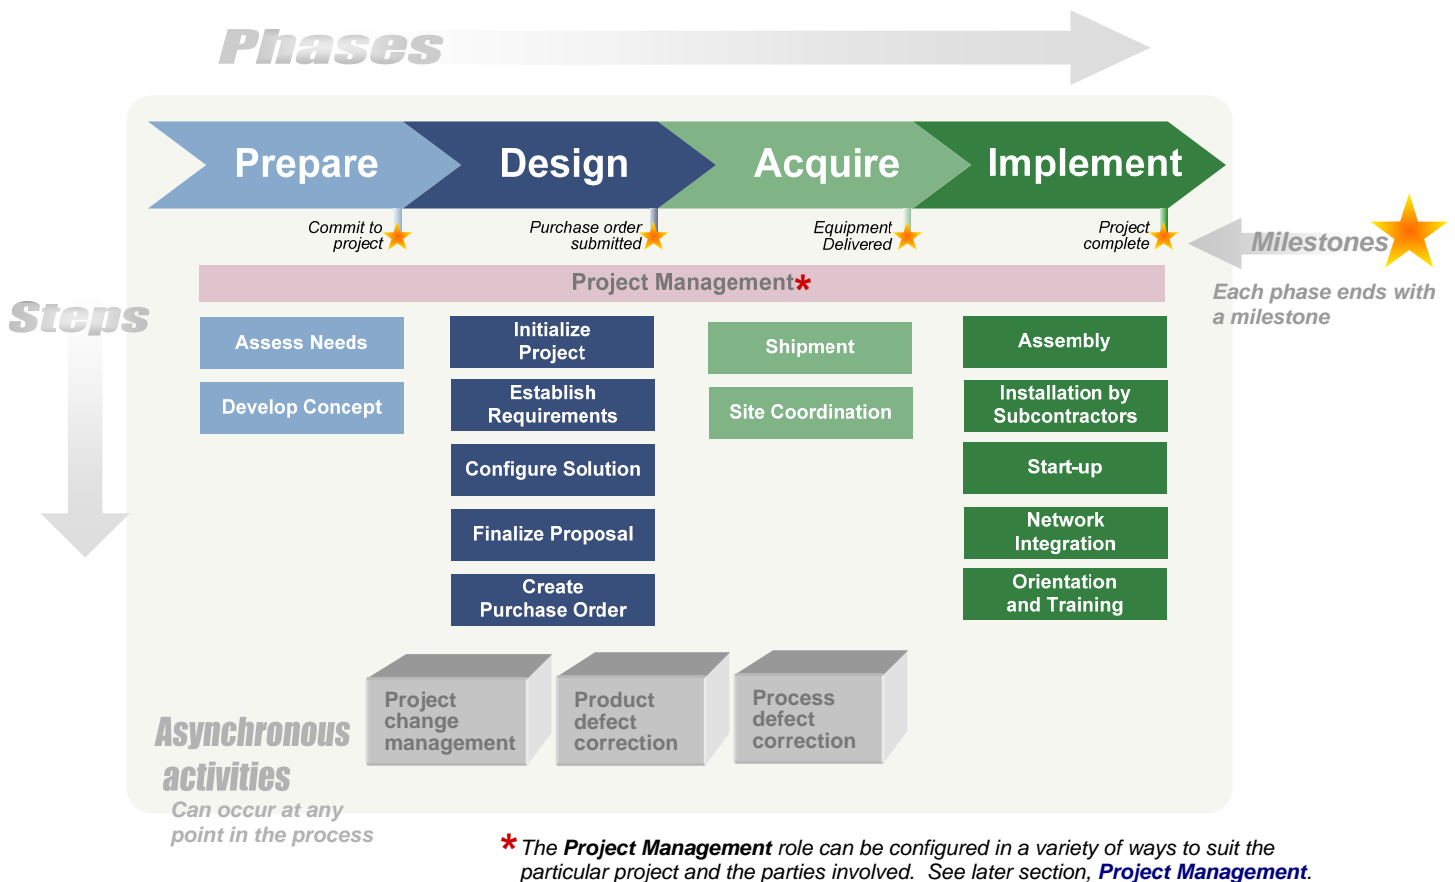 Phases
Prepare
Design
Acquire
Implement
Commit to
project
Purchase order
submitted
Equipment
Delivered
Project
complete
Milestones
Each phase ends with
a milestone
Project Management*
Steps
Assess Needs
Develop Concept
Initialize
Project
Establish
Requirements
Configure Solution
Finalize Proposal
Create
Purchase Order
Shipment
Site Coordination
Assembly
Installation by
Subcontractors
Start-up
Network
Integration
Orientation
and Training
Asynchronous
activities
Can occur at any
point in the process
Project
change
management
Product
defect
correction
Process
defect
correction
* The Project Management role can be configured in a variety of ways to suit the
particular project and the parties involved. See later section, Project Management.